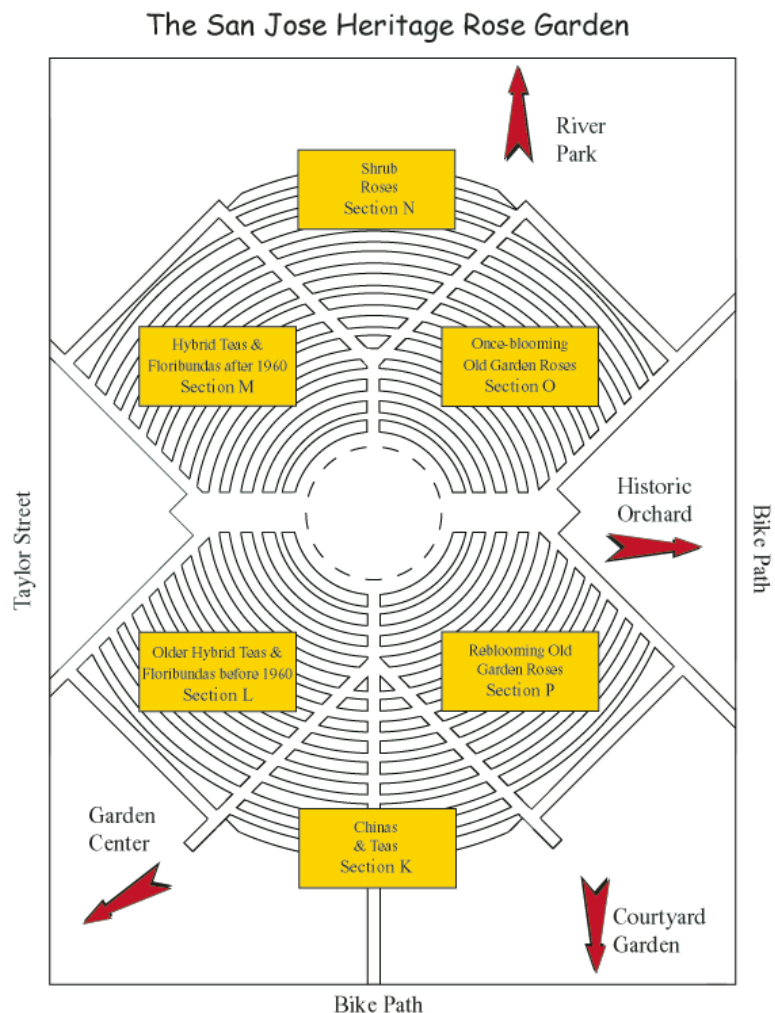 The San Jose Heritage Rose Garden
River
Park
Shrub
Roses
Section N
Hybrid Teas &
Floribundas after 1960
Section M
Once-blooming
Old Garden Roses
Section O
Historic
Orchard
Taylor Street
Bike Path
Older Hybrid Teas &
Floribundas before 1960
Section L
Reblooming Old
Garden Roses
Section P
Garden
Center
Chinas
& Teas
Section K
Courtyard
Garden
Bike Path